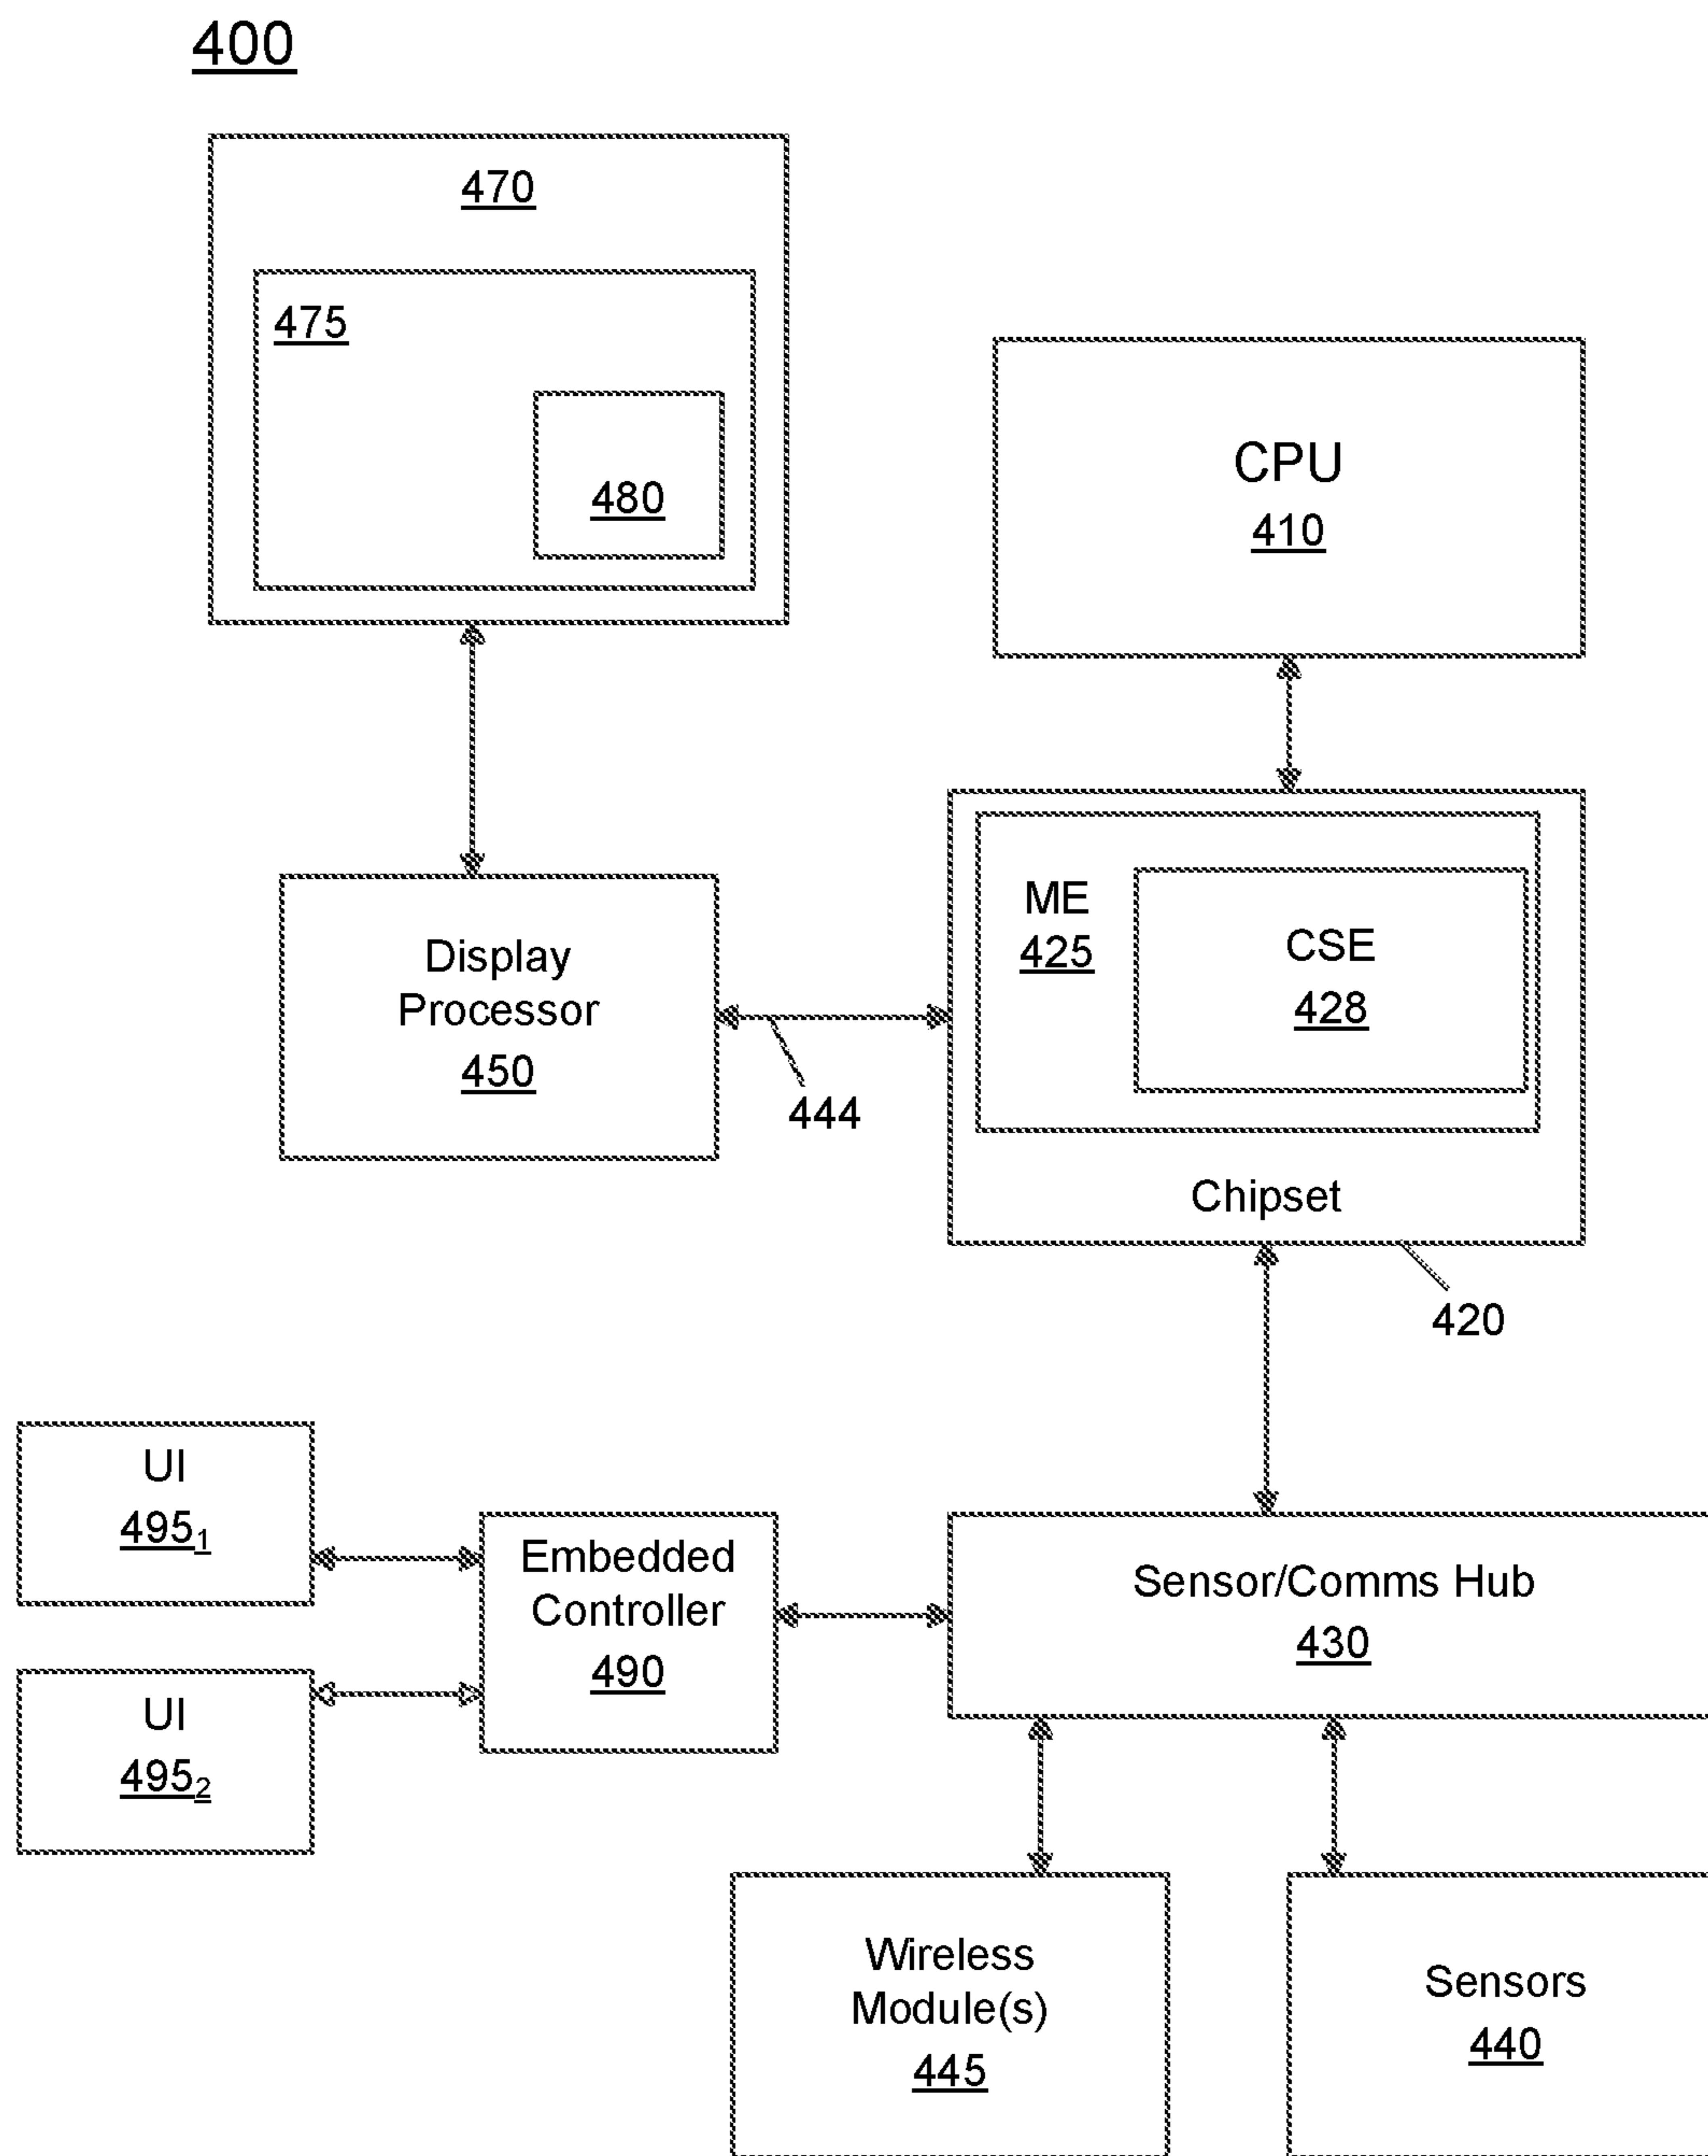 400
470
475
480
CPU
410
ME
425
CSE
428
Chipset
420
Display
Processor
450
444
UI
495₁
UI
495₂
Embedded
Controller
490
Sensor/Comms Hub
430
Wireless
Module(s)
445
Sensors
440